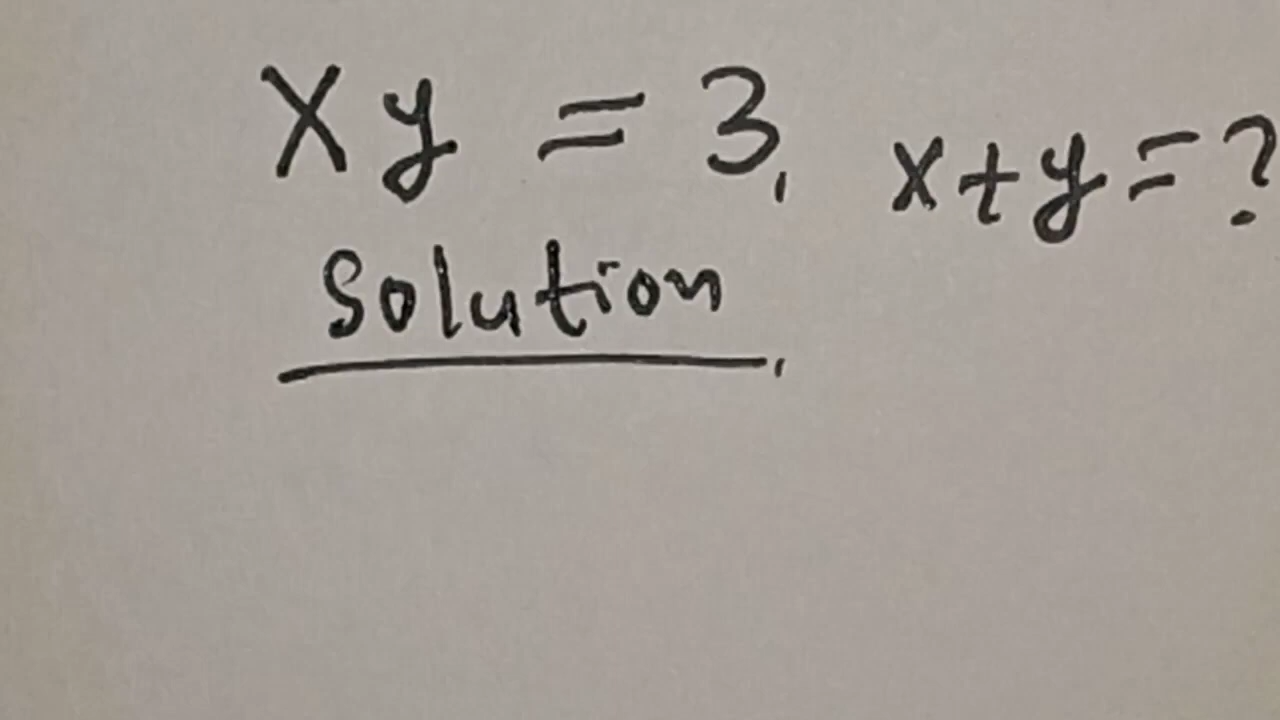 Xy = 3, x+y=?
Solution